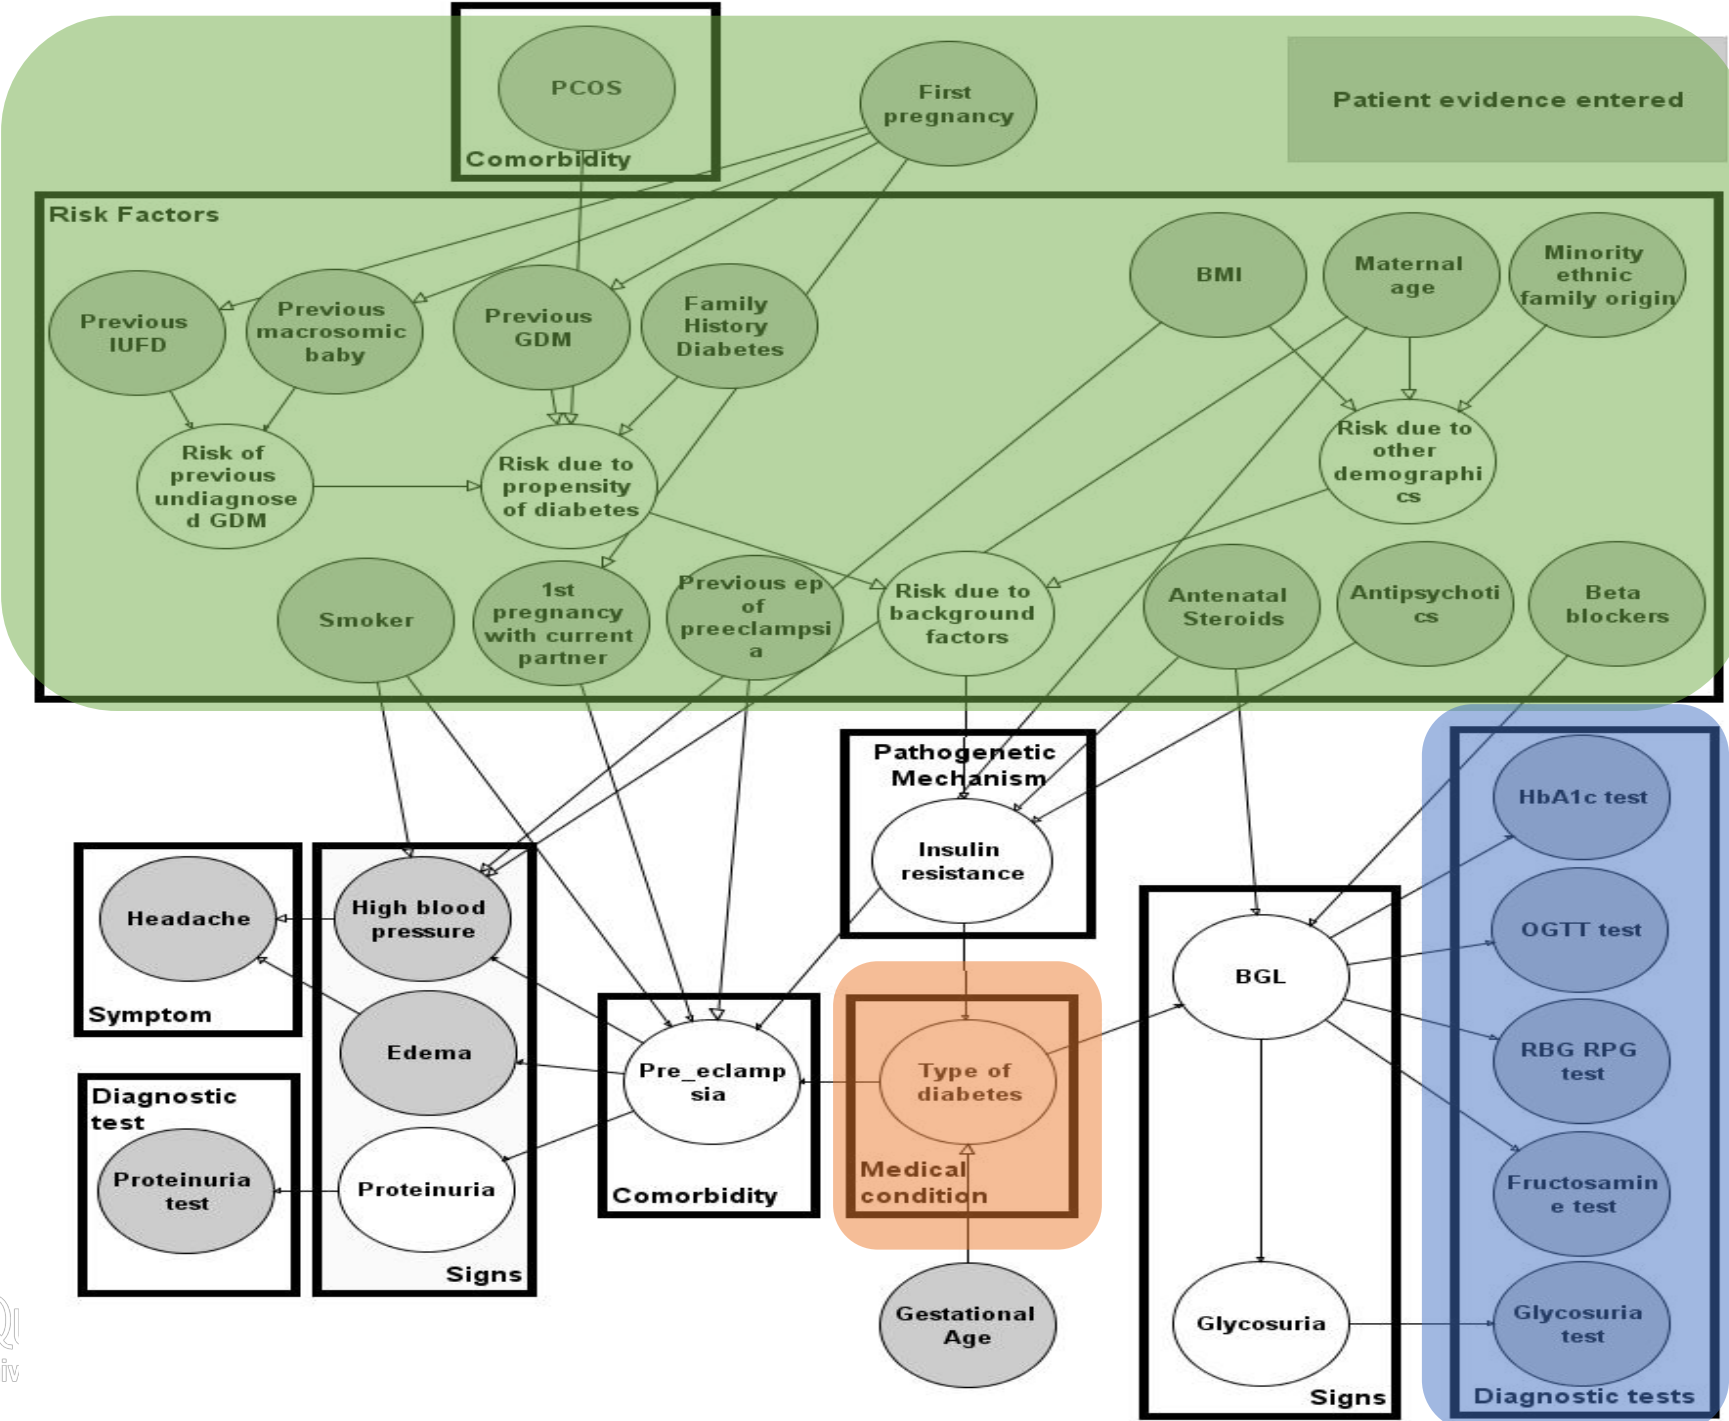 PCOS
Comorbidity
First
pregnancy
Patient evidence entered
Risk Factors
Previous
IUFD
Previous
macrosomic
baby
Previous
GDM
Family
History
Diabetes
BMI
Maternal
age
Minority
ethnic
family origin
Risk of
previous
undiagnose
d GDM
Risk due to
propensity
of diabetes
Risk due to
other
demographi
cs
Smoker
1st
pregnancy
with current
partner
Previous ep
of
preeclampsi
a
Risk due to
background
factors
Antenatal
Steroids
Antipsychoti
cs
Beta
blockers
Pathogenetic
Mechanism
Insulin
resistance
Headache
Symptom
High blood
pressure
Edema
Proteinuria
Signs
Diagnostic
test
Proteinuria
test
Pre_eclamp
sia
Comorbidity
Type of
diabetes
Medical
condition
Gestational
Age
BGL
Glycosuria
Signs
HbA1c test
OGTT test
RBG RPG
test
Fructosamin
e test
Glycosuria
test
Diagnostic tests